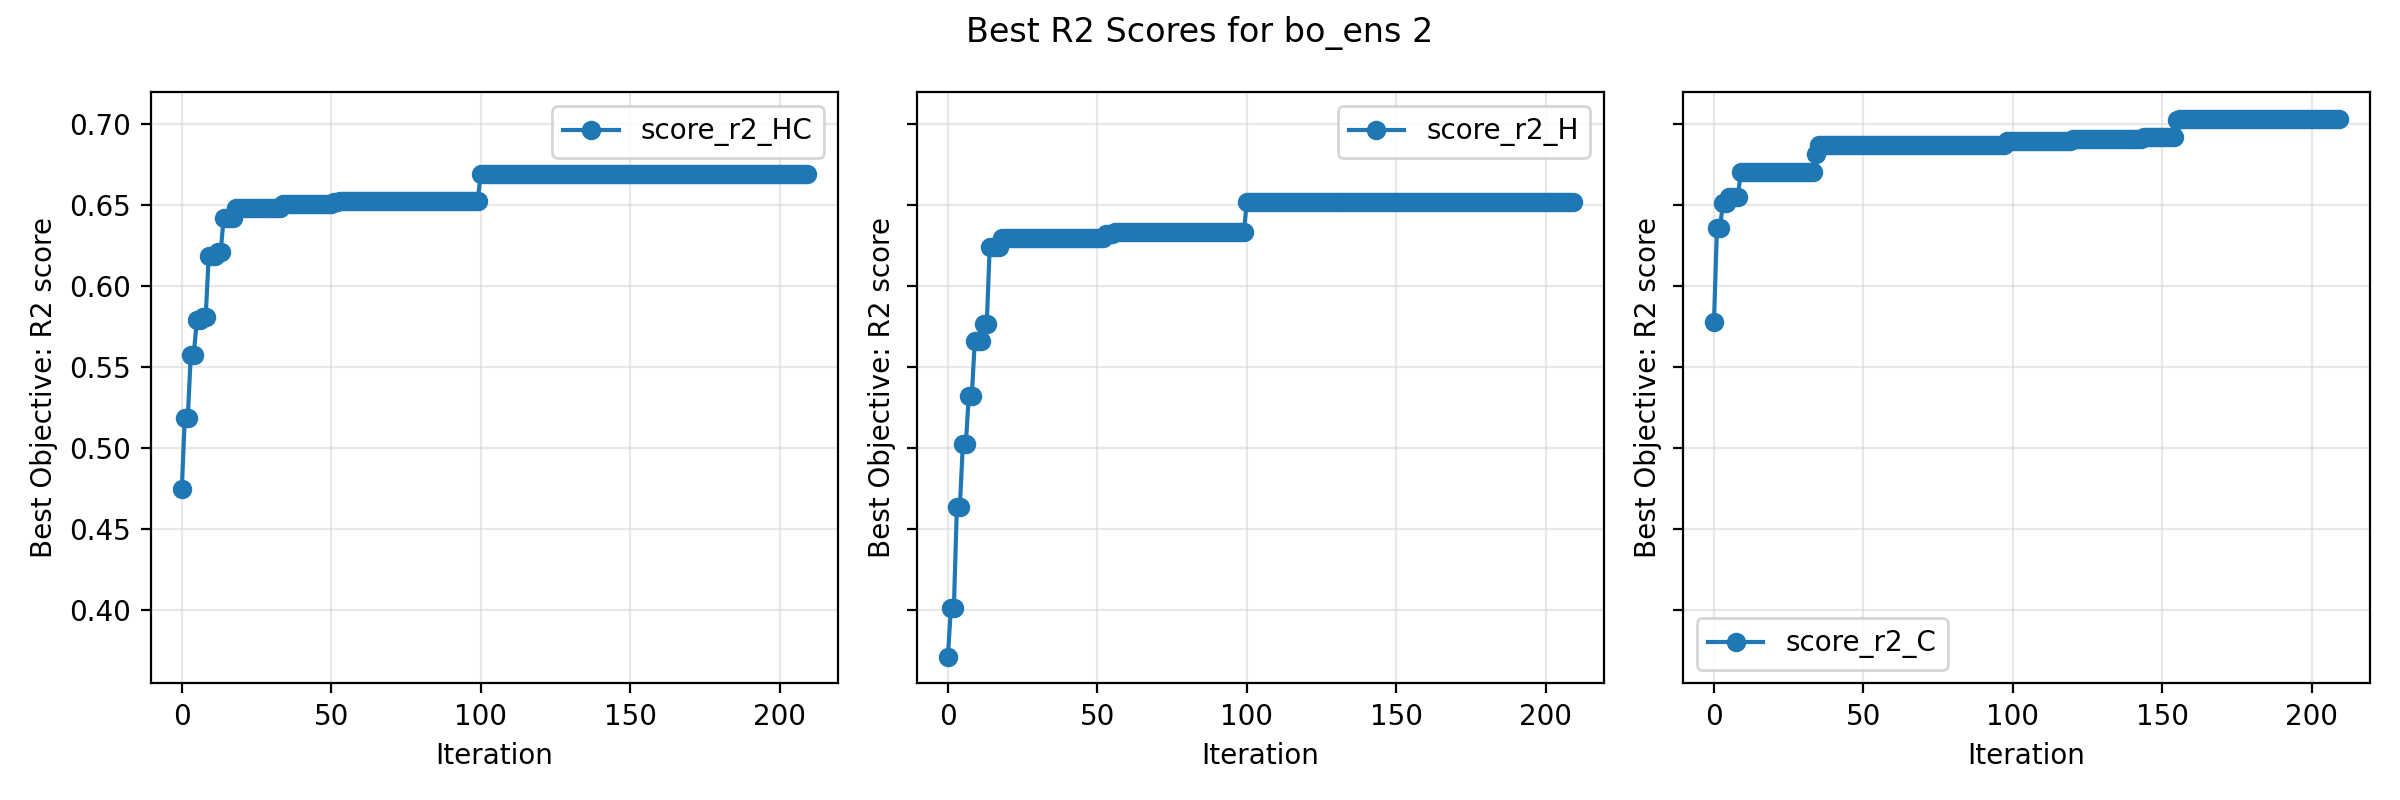 Best R2 Scores for bo_ens 2
Best Objective: R2 score
0.70
0.65
0.60
0.55
0.50
0.45
0.40
score_r2_HC
0 50 100 150 200
Iteration
Best Objective: R2 score
score_r2_H
0 50 100 150 200
Iteration
Best Objective: R2 score
score_r2_C
0 50 100 150 200
Iteration